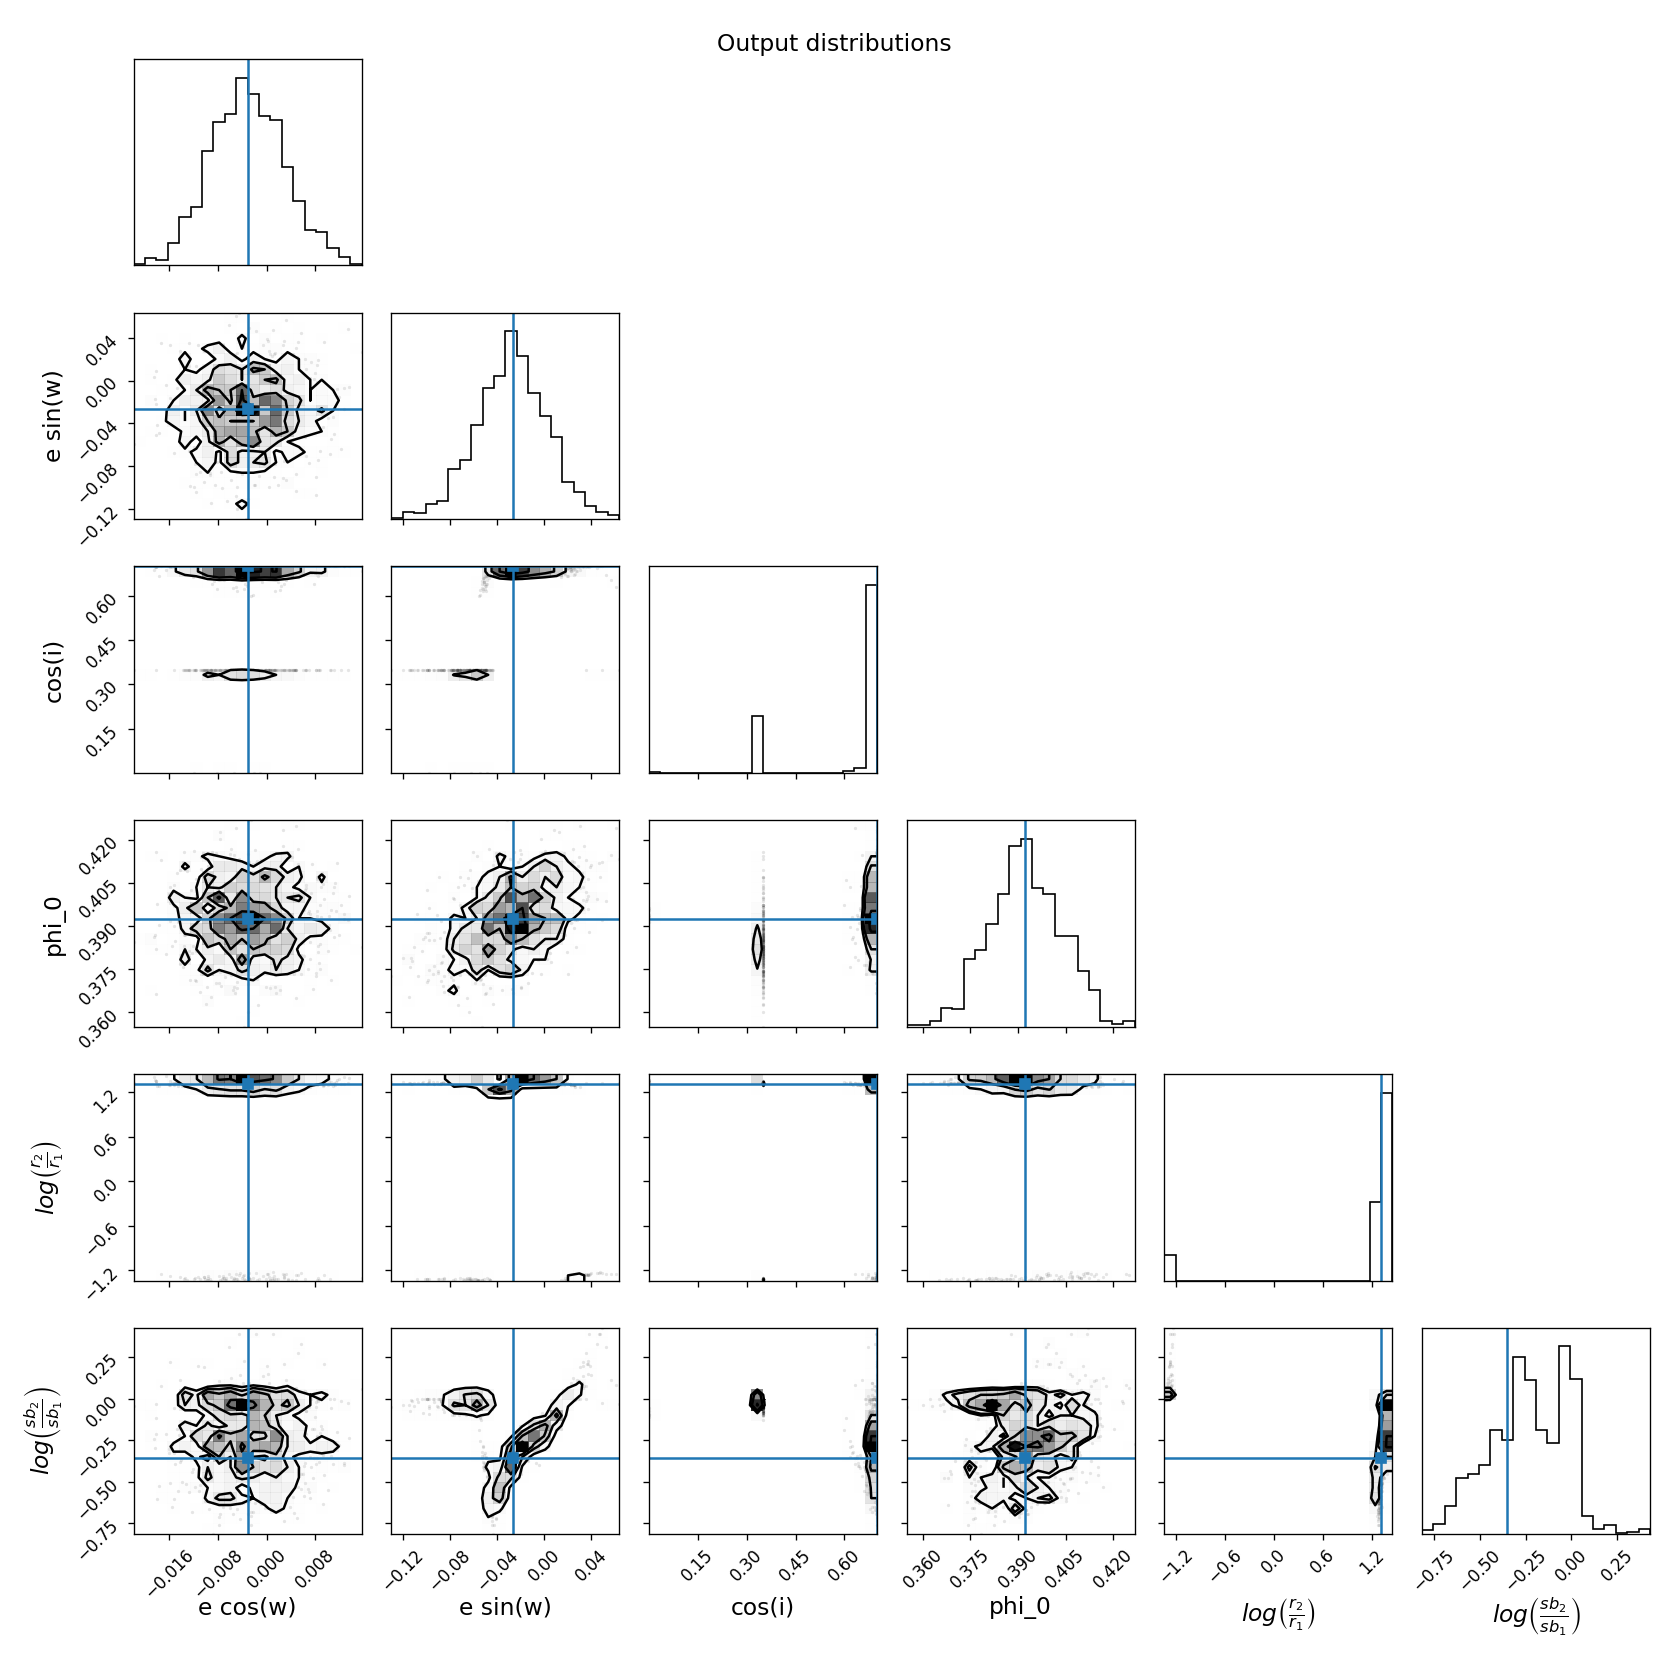 Output distributions
0.04
0.00
−0.04
−0.08
−0.12
e sin(w)
0.60
0.45
0.30
0.15
cos(i)
0.420
0.405
0.390
0.375
0.360
phi_0
1.2
0.6
0.0
−0.6
−1.2
log(r2/r1)
0.25
0.00
−0.25
−0.50
−0.75
log(sb2/sb1)
−0.016 −0.008 0.000 0.008
−0.12 −0.08 −0.04 0.00 0.04
0.15 0.30 0.45 0.60
0.360 0.375 0.390 0.405 0.420
−1.2 −0.6 0.0 0.6 1.2
−0.75 −0.50 −0.25 0.00 0.25
e cos(w) e sin(w) cos(i) phi_0 log(r2/r1) log(sb2/sb1)